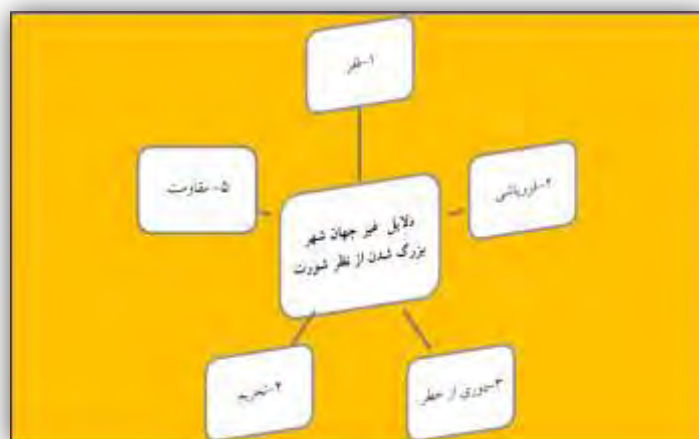 ۱-فقر
۲-فروپاشی
۳-دوری از خطر
۴-تحریم
۵- مقاومت
دلایل غیر جهان شهر
بزرگ شدن از نظر شورت